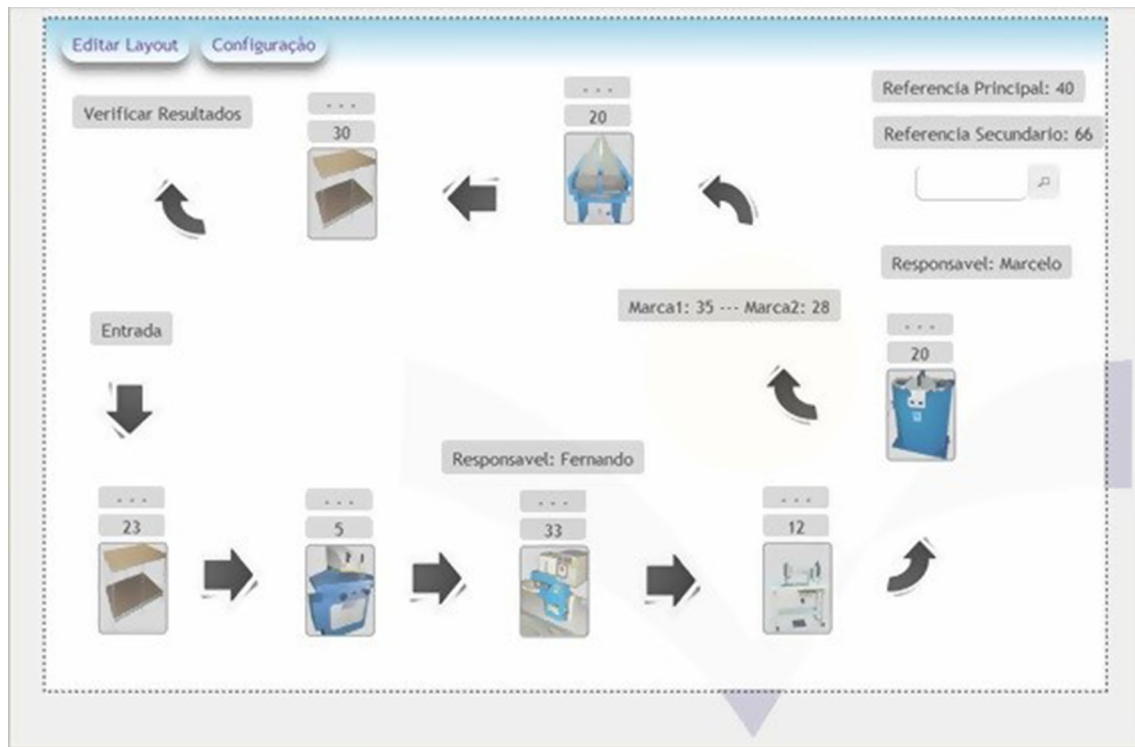 Editar Layout
Configuração
Verificar Resultados
...
30
...
20
Referencia Principal: 40
Referencia Secundario: 66
Responsavel: Marcelo
Marca1: 35 --- Marca2: 28
Entrada
...
20
Responsavel: Fernando
...
23
...
5
...
33
...
12